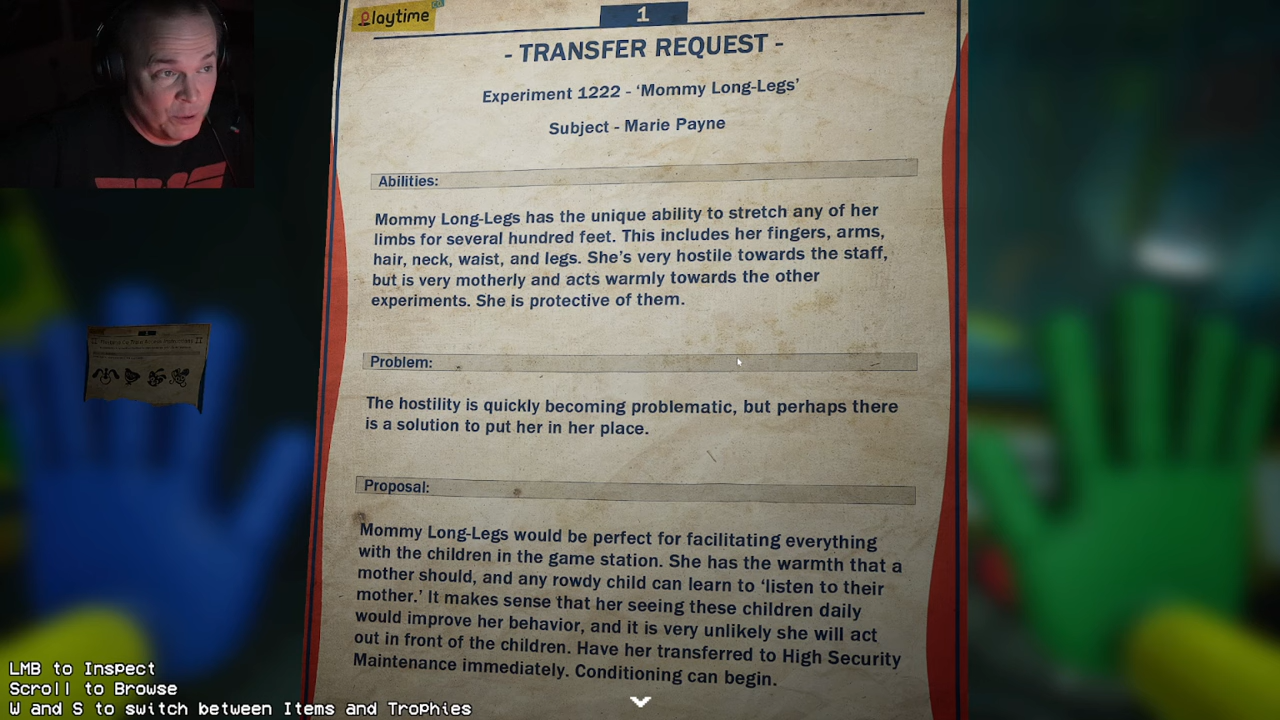 Playtime
1
- TRANSFER REQUEST -
Experiment 1222 - ‘Mommy Long-Legs’
Subject - Marie Payne
Abilities:
Mommy Long-Legs has the unique ability to stretch any of her
limbs for several hundred feet. This includes her fingers, arms,
hair, neck, waist, and legs. She's very hostile towards the staff,
but is very motherly and acts warmly towards the other
experiments. She is protective of them.
Problem:
The hostility is quickly becoming problematic, but perhaps there
is a solution to put her in her place.
Proposal:
Mommy Long-Legs would be perfect for facilitating everything
with the children in the game station. She has the warmth that a
mother should, and any rowdy child can learn to ‘listen to their
mother.’ It makes sense that her seeing these children daily
would improve her behavior, and it is very unlikely she will act
out in front of the children. Have her transferred to High Security
Maintenance immediately. Conditioning can begin.
LMB to Inspect
Scroll to Browse
W and S to switch between Items and Trophies